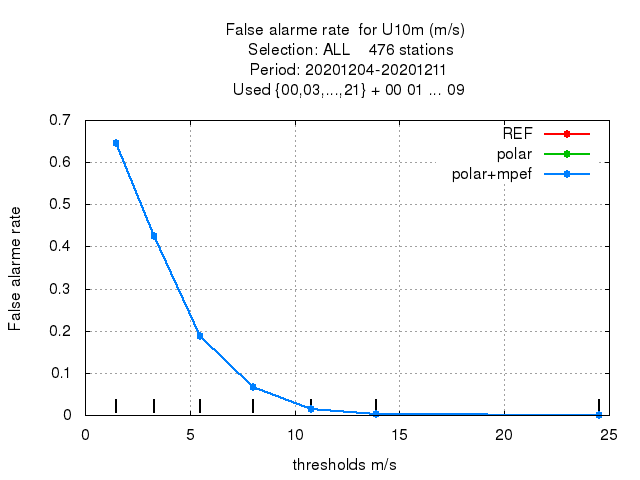 False alarme rate  for U10m (m/s)
Selection: ALL    476 stations
Period: 20201204-20201211
Used {00,03,...,21} + 00 01 ... 09
0.7
REF
polar
polar+mpef
0.6
0.5
0.4
0.3
0.2
0.1
0
False alarme rate
0 5 10 15 20 25
thresholds m/s